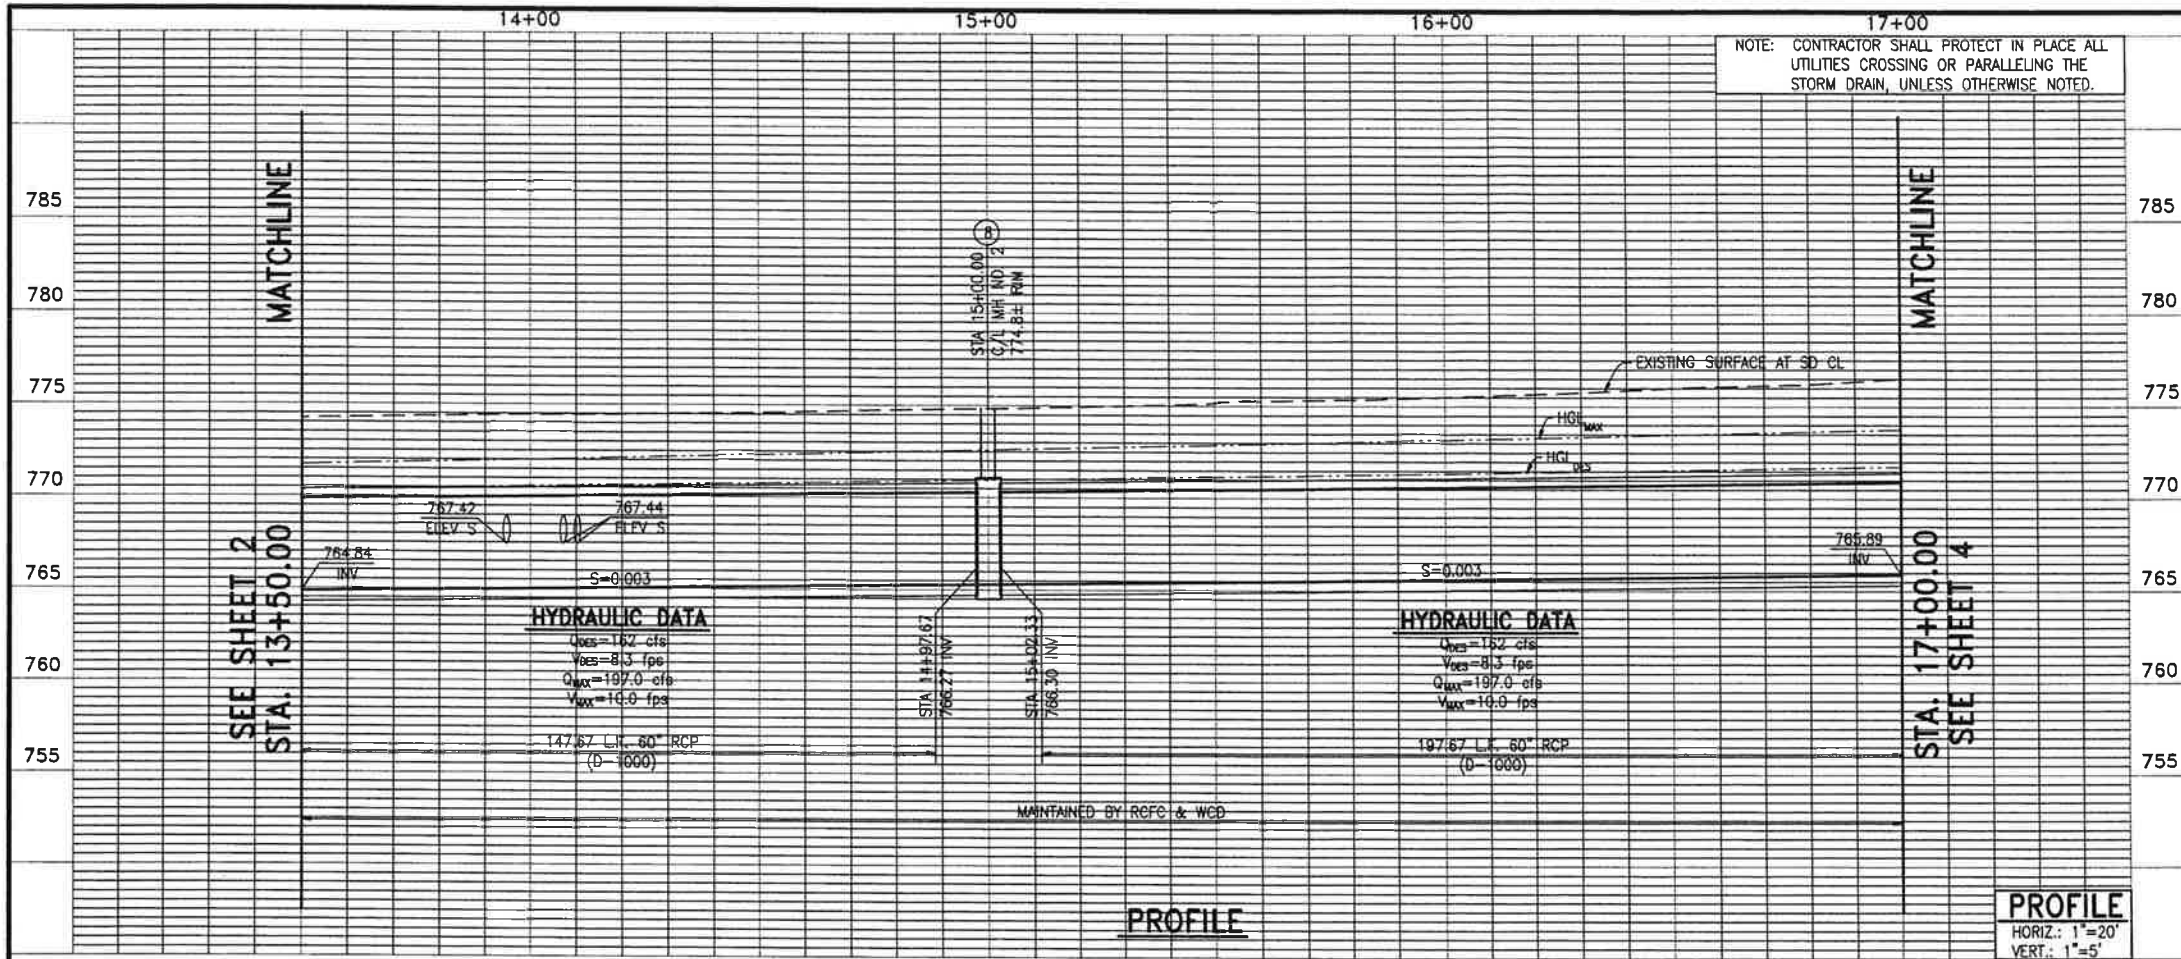 14+00
15+00
16+00
17+00
NOTE: CONTRACTOR SHALL PROTECT IN PLACE ALL
UTILITIES CROSSING OR PARALLELING THE
STORM DRAIN, UNLESS OTHERWISE NOTED.
785
780
775
770
765
760
755
785
780
775
770
765
760
755
MATCHLINE
SEE SHEET 2
STA. 13+50.00
MATCHLINE
STA. 17+00.00
SEE SHEET 4
8
STA 15+00.00
C/L MH NO 2
774.8± RIM
EXISTING SURFACE AT SD CL
HGL MAX
HGL DES
767.42
ELEV S
767.44
ELEV S
764.84
INV
765.89
INV
S=0.003
S=0.003
HYDRAULIC DATA
QDES=162 cfs
VDES=8.3 fps
QMAX=197.0 cfs
VMAX=10.0 fps
STA 14+97.67
766.27 INV
STA 15+02.33
766.30 INV
HYDRAULIC DATA
QDES=162 cfs
VDES=8.3 fps
QMAX=197.0 cfs
VMAX=10.0 fps
147.67 L.F. 60" RCP
(D-1000)
197.67 L.F. 60" RCP
(D-1000)
MAINTAINED BY RCFC & WCD
PROFILE
PROFILE
HORIZ.: 1"=20'
VERT.: 1"=5'